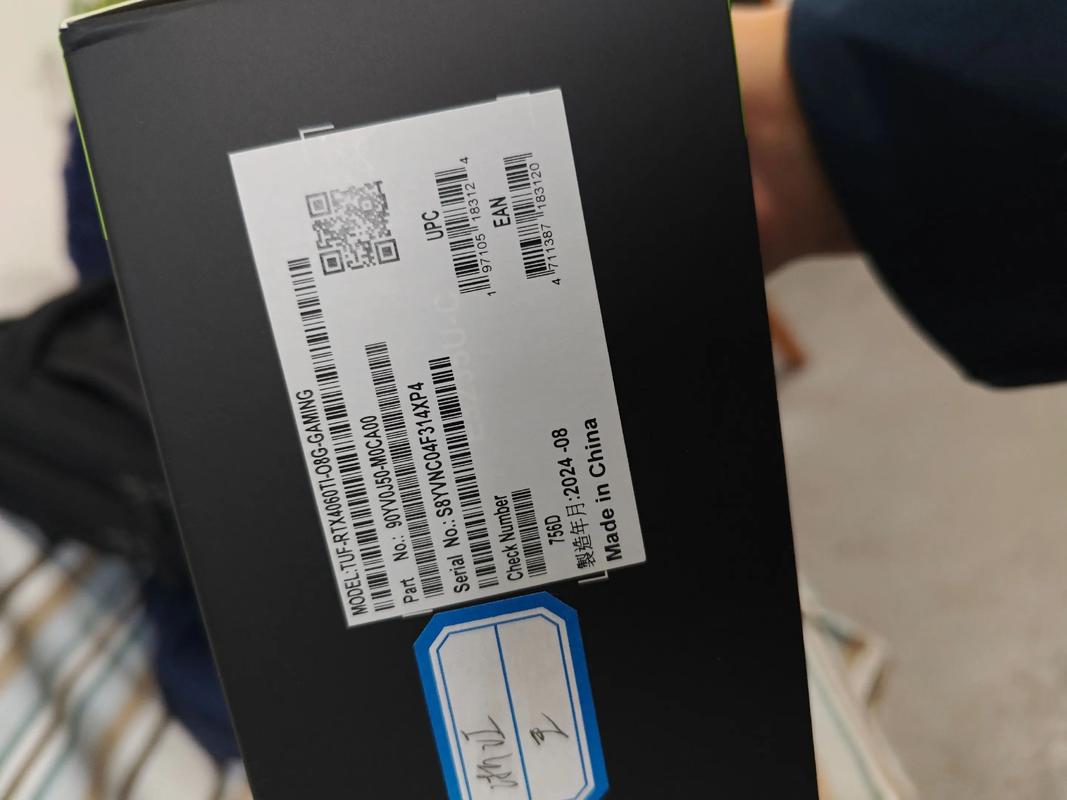 MODEL:TUF-RTX4060TI-O8G-GAMING
Part No.: 90YV0J50-M0CA00
Serial No.: S8YVNC04F314XP4
Check Number
756D
製造年月:2024 -08
Made in China
UPC
1 97105 18312 4
EAN
4 711387 183120